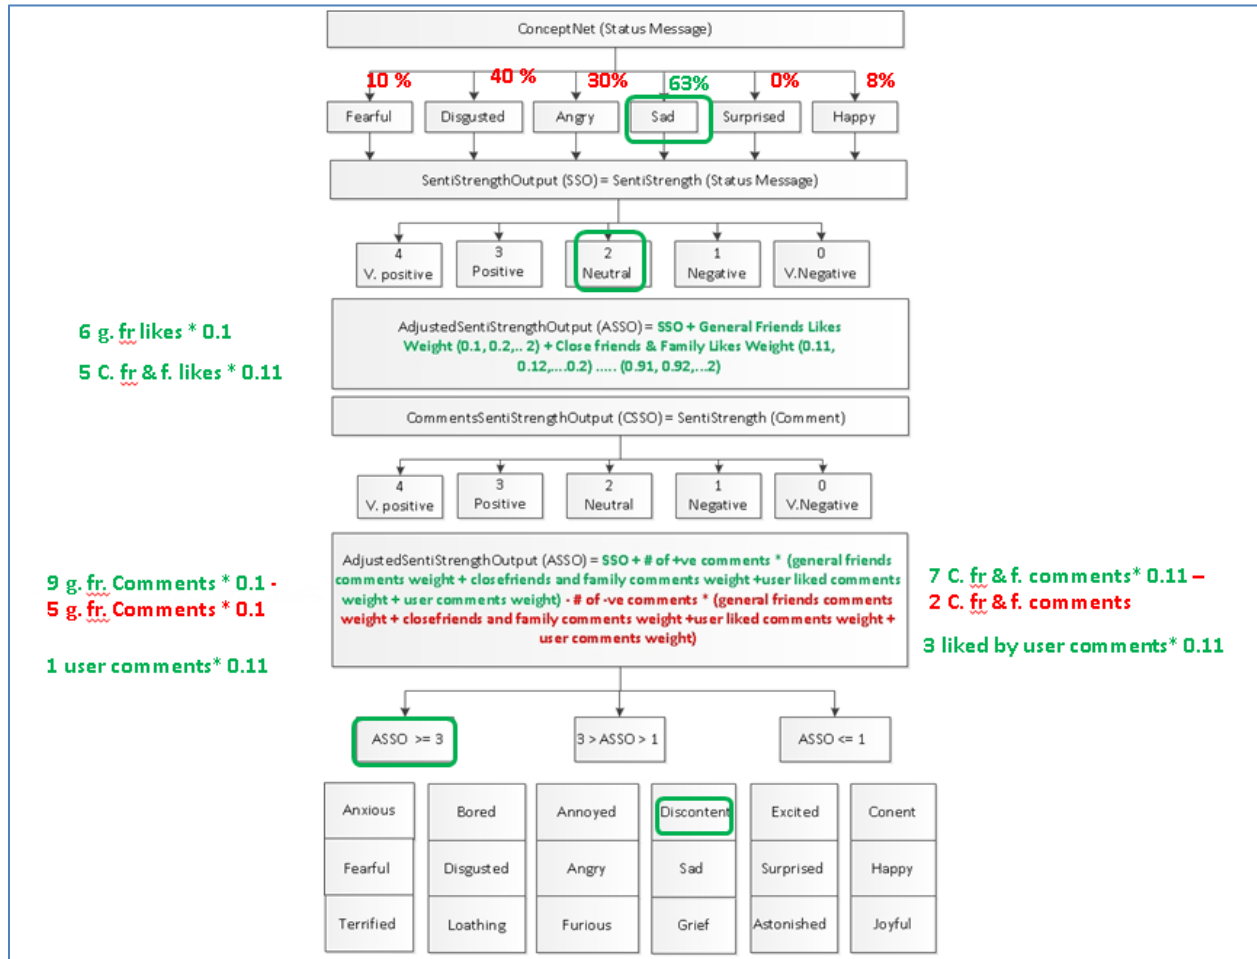 ConceptNet (Status Message)
10 % 40 % 30% 63% 0% 8%
Fearful Disgusted Angry Sad Surprised Happy
SentiStrengthOutput (SSO) = SentiStrength (Status Message)
4 3 2 1 0
V. positive Positive Neutral Negative V.Negative
6 g. fr likes * 0.1
5 C. fr & f. likes * 0.11
AdjustedSentiStrengthOutput (ASSO) = SSO + General Friends Likes
Weight (0.1, 0.2,.. 2) + Close friends & Family Likes Weight (0.11,
0.12,....0.2) ..... (0.91, 0.92,...2)
CommentsSentiStrengthOutput (CSSO) = SentiStrength (Comment)
4 3 2 1 0
V. positive Positive Neutral Negative V.Negative
9 g. fr. Comments * 0.1 -
5 g. fr. Comments * 0.1
1 user comments* 0.11
AdjustedSentiStrengthOutput (ASSO) = SSO + # of +ve comments * (general friends
comments weight + closefriends and family comments weight +user liked comments
weight + user comments weight) - # of -ve comments * (general friends comments
weight + closefriends and family comments weight +user liked comments weight +
user comments weight)
7 C. fr & f. comments* 0.11 –
2 C. fr & f. comments
3 liked by user comments* 0.11
ASSO >= 3 3 > ASSO > 1 ASSO <= 1
Anxious Bored Annoyed Discontent Excited Conent
Fearful Disgusted Angry Sad Surprised Happy
Terrified Loathing Furious Grief Astonished Joyful